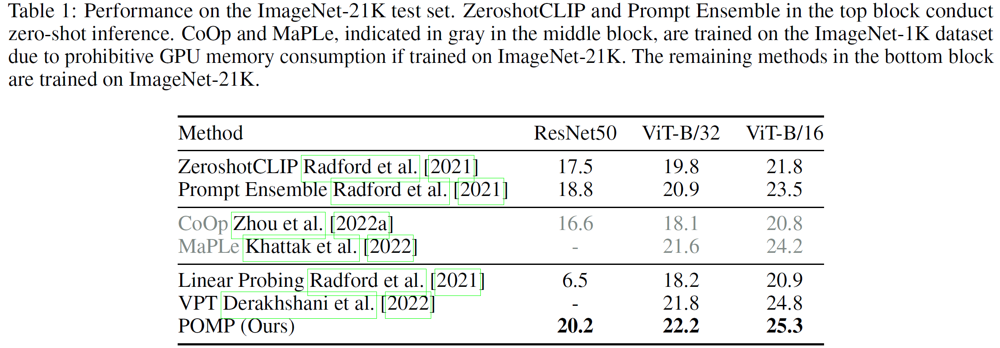 Table 1: Performance on the ImageNet-21K test set. ZeroshotCLIP and Prompt Ensemble in the top block conduct
zero-shot inference. CoOp and MaPLe, indicated in gray in the middle block, are trained on the ImageNet-1K dataset
due to prohibitive GPU memory consumption if trained on ImageNet-21K. The remaining methods in the bottom block
are trained on ImageNet-21K.
Method ResNet50 ViT-B/32 ViT-B/16
ZeroshotCLIP Radford et al. [2021] 17.5 19.8 21.8
Prompt Ensemble Radford et al. [2021] 18.8 20.9 23.5
CoOp Zhou et al. [2022a] 16.6 18.1 20.8
MaPLe Khattak et al. [2022] - 21.6 24.2
Linear Probing Radford et al. [2021] 6.5 18.2 20.9
VPT Derakhshani et al. [2022] - 21.8 24.8
POMP (Ours) 20.2 22.2 25.3